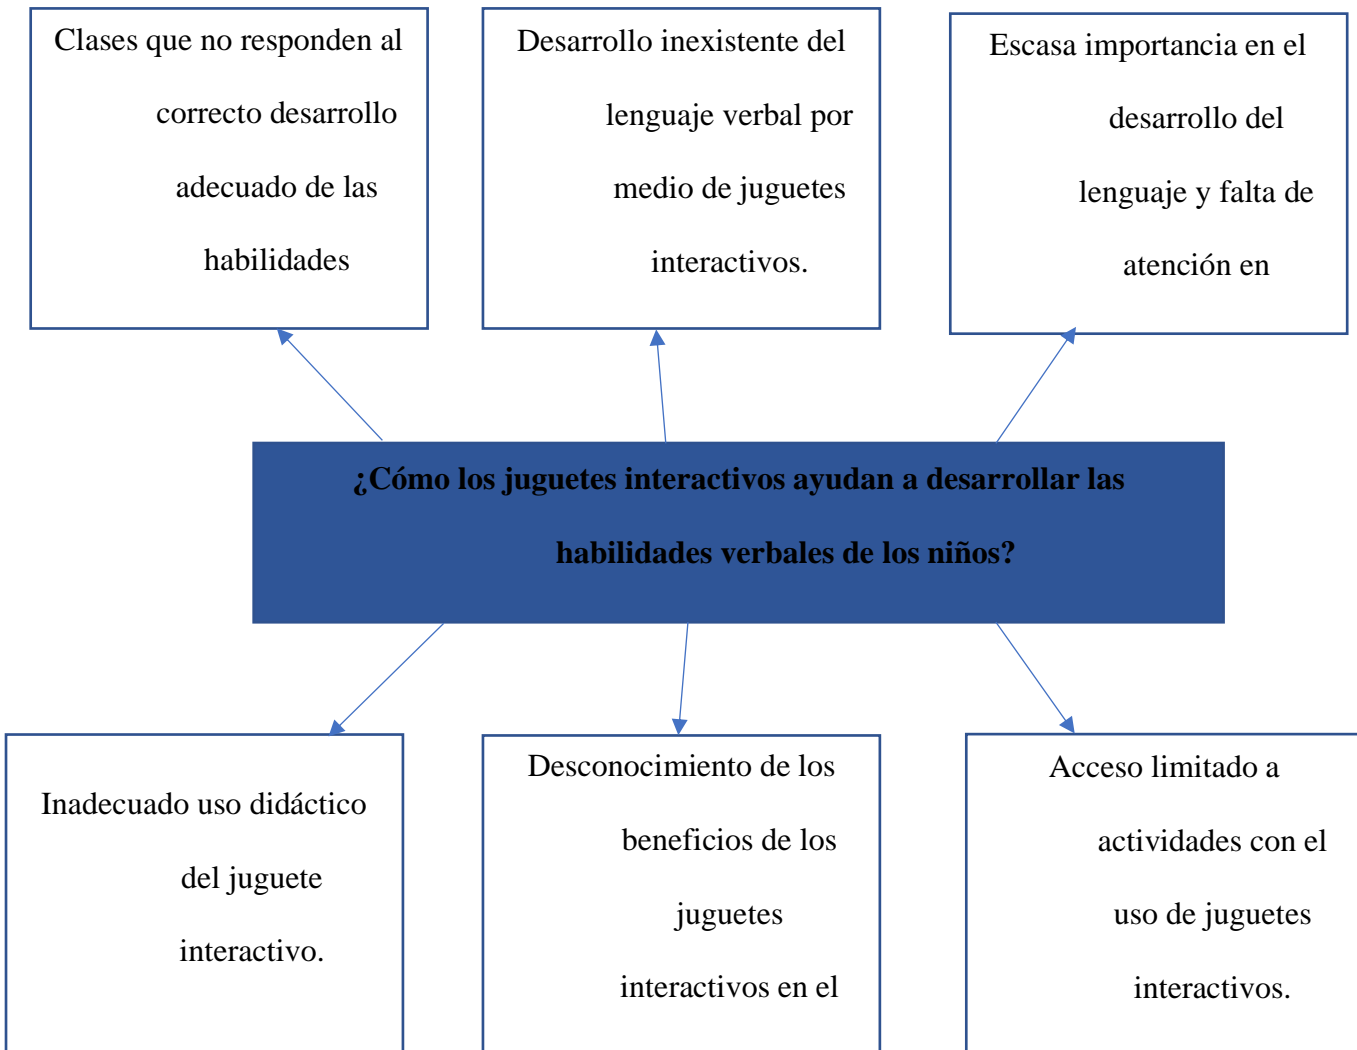 Clases que no responden al
correcto desarrollo
adecuado de las
habilidades
Desarrollo inexistente del
lenguaje verbal por
medio de juguetes
interactivos.
Escasa importancia en el
desarrollo del
lenguaje y falta de
atención en
¿Cómo los juguetes interactivos ayudan a desarrollar las
habilidades verbales de los niños?
Inadecuado uso didáctico
del juguete
interactivo.
Desconocimiento de los
beneficios de los
juguetes
interactivos en el
Acceso limitado a
actividades con el
uso de juguetes
interactivos.